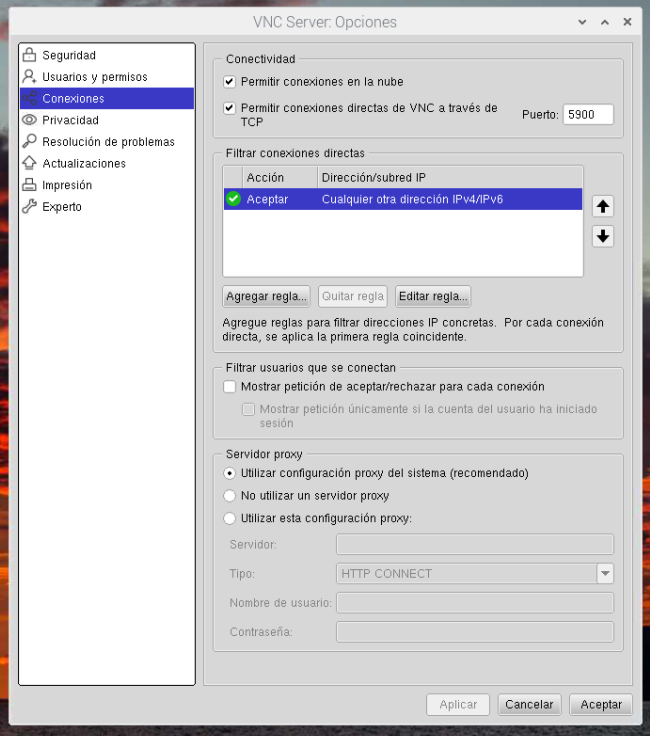 VNC Server: Opciones
Seguridad
Usuarios y permisos
Conexiones
Privacidad
Resolución de problemas
Actualizaciones
Impresión
Experto
Conectividad
Permitir conexiones en la nube
Permitir conexiones directas de VNC a través de
TCP
Puerto: 5900
Filtrar conexiones directas
Acción Dirección/subred IP
Aceptar Cualquier otra dirección IPv4/IPv6
Agregar regla... Quitar regla Editar regla...
Agregue reglas para filtrar direcciones IP concretas. Por cada conexión
directa, se aplica la primera regla coincidente.
Filtrar usuarios que se conectan
Mostrar petición de aceptar/rechazar para cada conexión
Mostrar petición únicamente si la cuenta del usuario ha iniciado
sesión
Servidor proxy
Utilizar configuración proxy del sistema (recomendado)
No utilizar un servidor proxy
Utilizar esta configuración proxy:
Servidor:
Tipo: HTTP CONNECT
Nombre de usuario:
Contraseña:
Aplicar Cancelar Aceptar